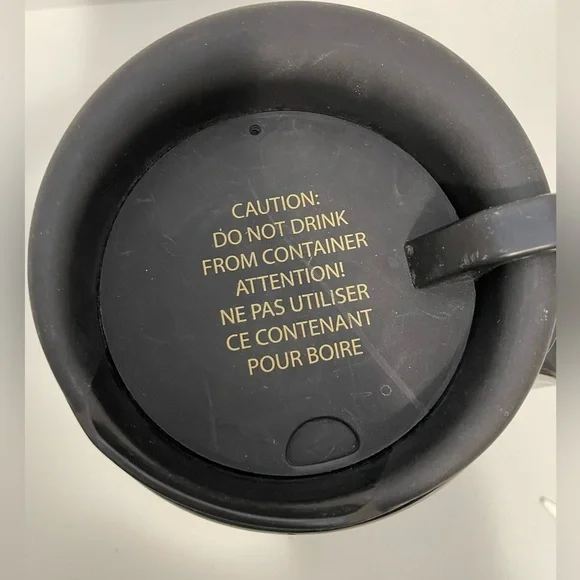 CAUTION:
DO NOT DRINK
FROM CONTAINER
ATTENTION!
NE PAS UTILISER
CE CONTENANT
POUR BOIRE